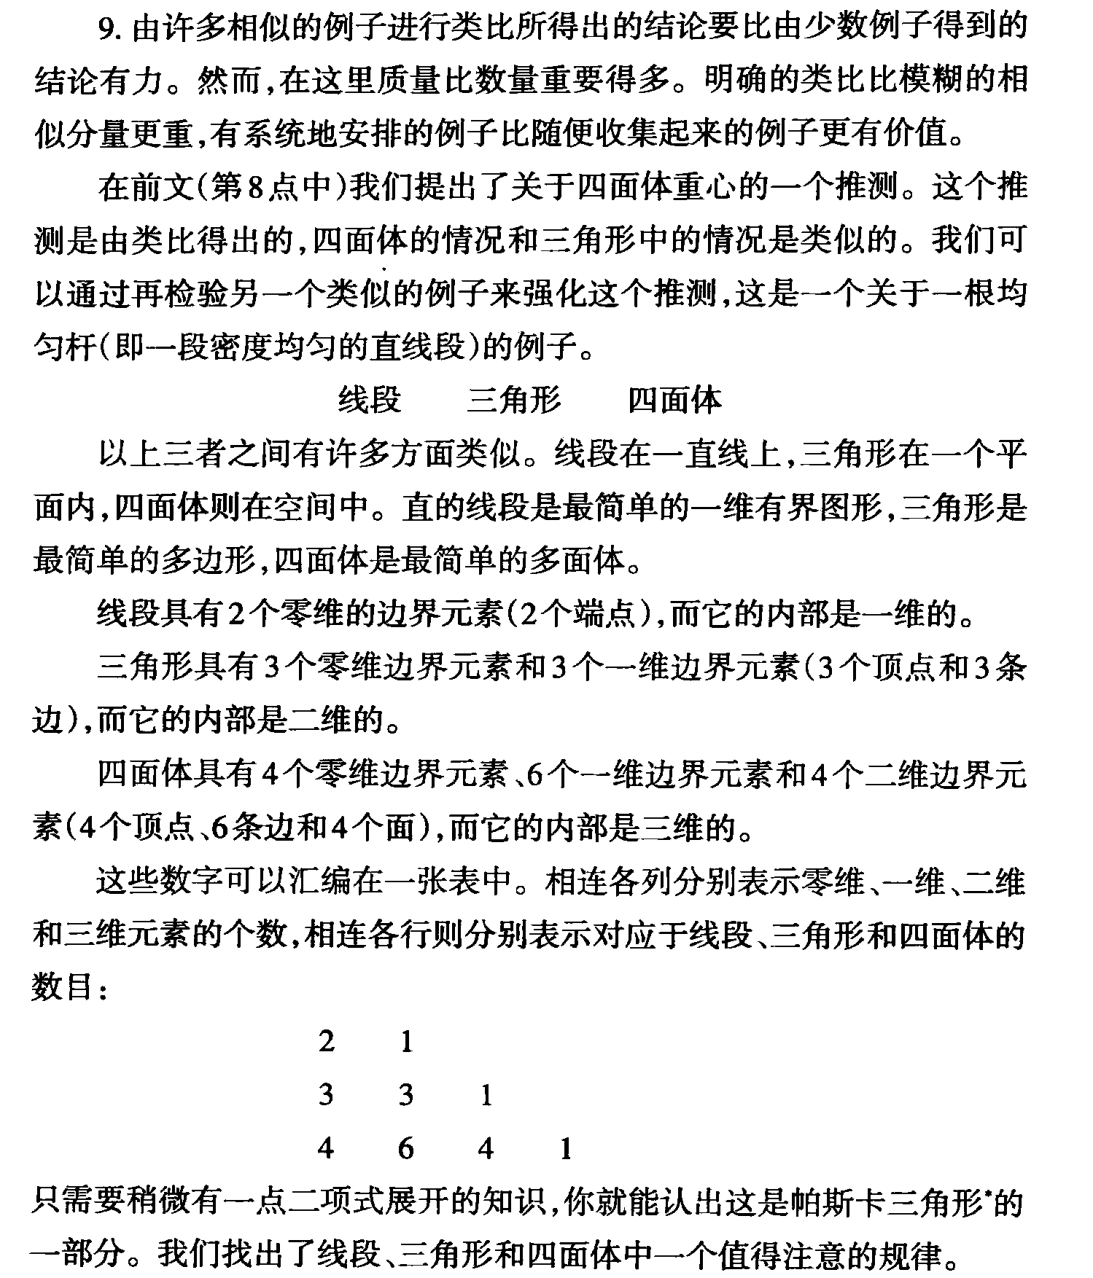 9. 由许多相似的例子进行类比所得出的结论要比由少数例子得到的
结论有力。然而,在这里质量比数量重要得多。明确的类比比模糊的相
似分量更重,有系统地安排的例子比随便收集起来的例子更有价值。
在前文(第8点中)我们提出了关于四面体重心的一个推测。这个推
测是由类比得出的,四面体的情况和三角形中的情况是类似的。我们可
以通过再检验另一个类似的例子来强化这个推测,这是一个关于一根均
匀杆(即一段密度均匀的直线段)的例子。
线段 三角形 四面体
以上三者之间有许多方面类似。线段在一直线上,三角形在一个平
面内,四面体则在空间中。直的线段是最简单的一维有界图形,三角形是
最简单的多边形,四面体是最简单的多面体。
线段具有2个零维的边界元素(2个端点),而它的内部是一维的。
三角形具有3个零维边界元素和3个一维边界元素(3个顶点和3条
边),而它的内部是二维的。
四面体具有4个零维边界元素、6个一维边界元素和4个二维边界元
素(4个顶点、6条边和4个面),而它的内部是三维的。
这些数字可以汇编在一张表中。相连各列分别表示零维、一维、二维
和三维元素的个数,相连各行则分别表示对应于线段、三角形和四面体的
数目:
2 1
3 3 1
4 6 4 1
只需要稍微有一点二项式展开的知识,你就能认出这是帕斯卡三角形*的
一部分。我们找出了线段、三角形和四面体中一个值得注意的规律。